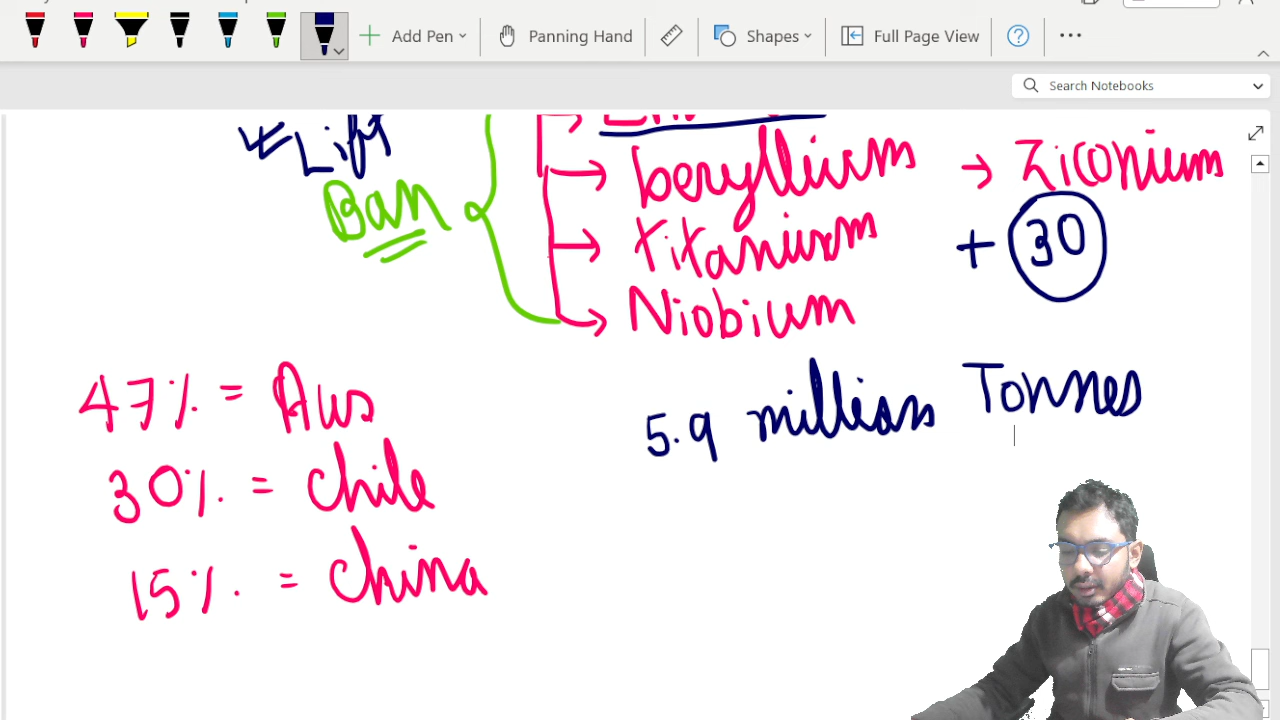 Add Pen
Panning Hand
Shapes
Full Page View
?
Search Notebooks
Lift
Ban
beryllium → Ziconium
titanium + 30
Niobium
47% = Aus
30% = Chile
15% = China
5.9 million Tonnes